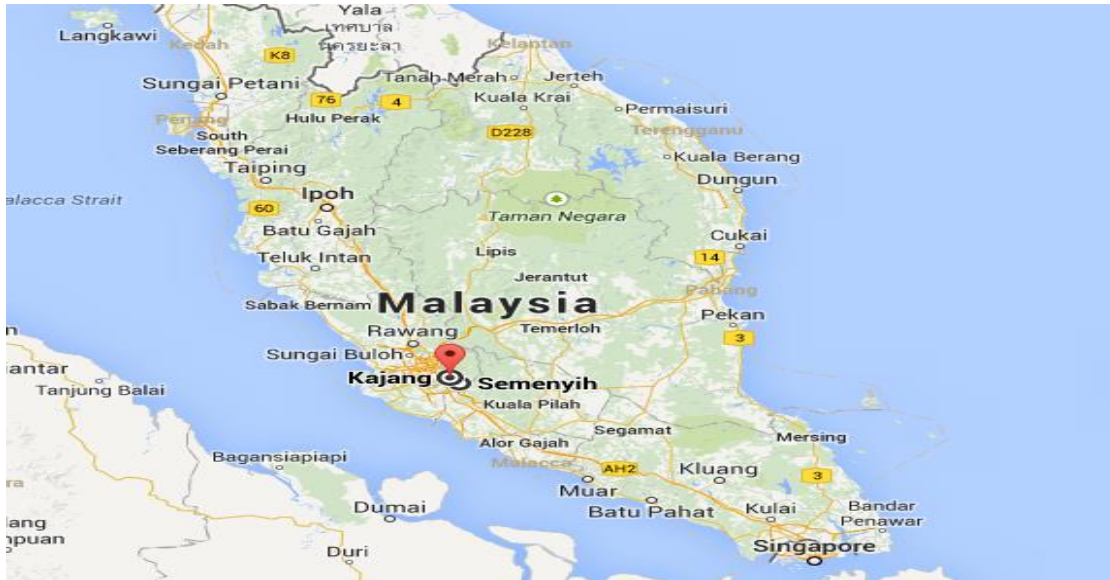 Yala
เทศบาล
นครยะลา
Langkawi
Kedah
K8
Kelantan
Sungai Petani
Tanah Merah
Jerteh
76
4
Kuala Krai
Permaisuri
Hulu Perak
Penang
South
Seberang Perai
D228
Terengganu
Kuala Berang
Taiping
Dungun
alacca Strait
60
Ipoh
Taman Negara
Batu Gajah
Cukai
Teluk Intan
Lipis
14
Jerantut
Pahang
Sabak Bernam
Malaysia
Pekan
Rawang
Temerloh
3
n
Sungai Buloh
antar
Kajang
Semenyih
Tanjung Balai
Kuala Pilah
Segamat
Alor Gajah
Mersing
Bagansiapiapi
Malacca
AH2
Kluang
3
Muar
ra
Dumai
Batu Pahat
Kulai
Bandar
Penawar
lang
npuan
Duri
Singapore